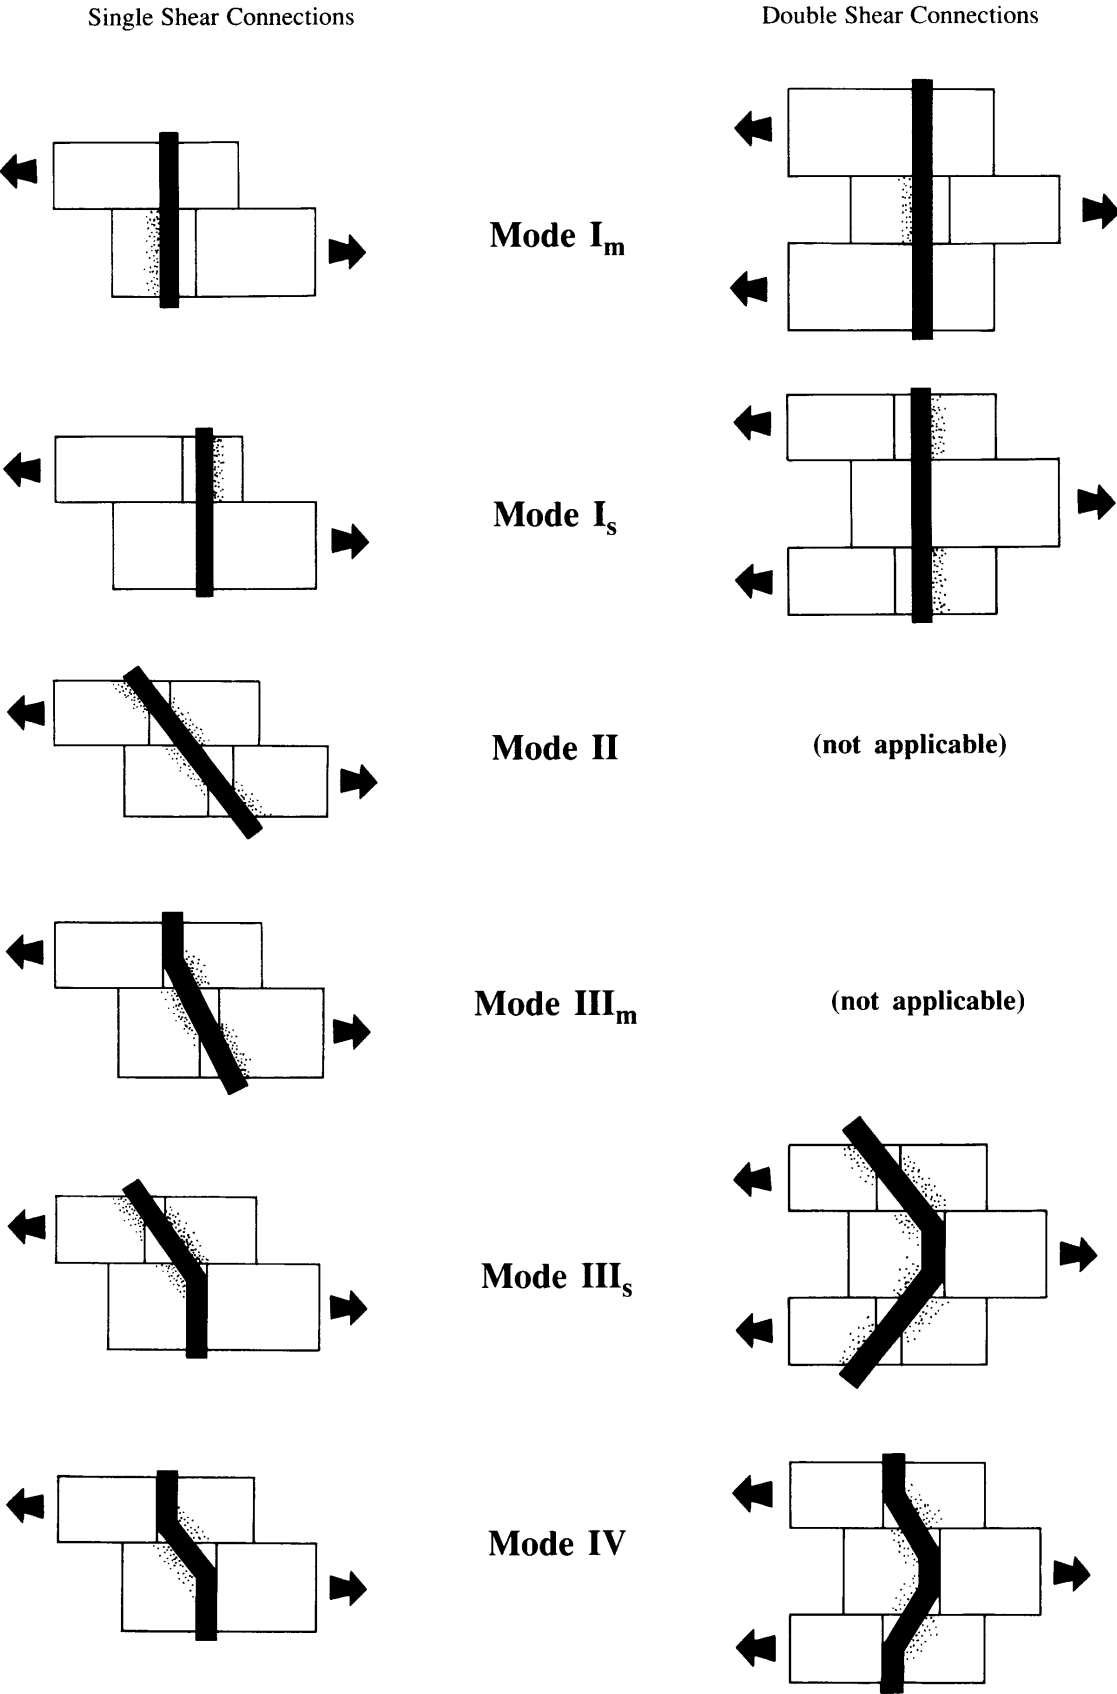 Single Shear Connections
Double Shear Connections
Mode Iₘ
Mode Iₛ
Mode II
(not applicable)
Mode IIIₘ
(not applicable)
Mode IIIₛ
Mode IV